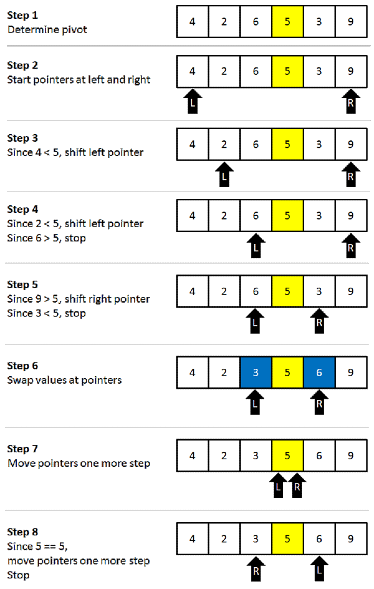 Step 1
Determine pivot
4 2 6 5 3 9
Step 2
Start pointers at left and right
4 2 6 5 3 9
L R
Step 3
Since 4 < 5, shift left pointer
4 2 6 5 3 9
L R
Step 4
Since 2 < 5, shift left pointer
Since 6 > 5, stop
4 2 6 5 3 9
L R
Step 5
Since 9 > 5, shift right pointer
Since 3 < 5, stop
4 2 6 5 3 9
L R
Step 6
Swap values at pointers
4 2 3 5 6 9
L R
Step 7
Move pointers one more step
4 2 3 5 6 9
L R
Step 8
Since 5 == 5,
move pointers one more step
Stop
4 2 3 5 6 9
R L